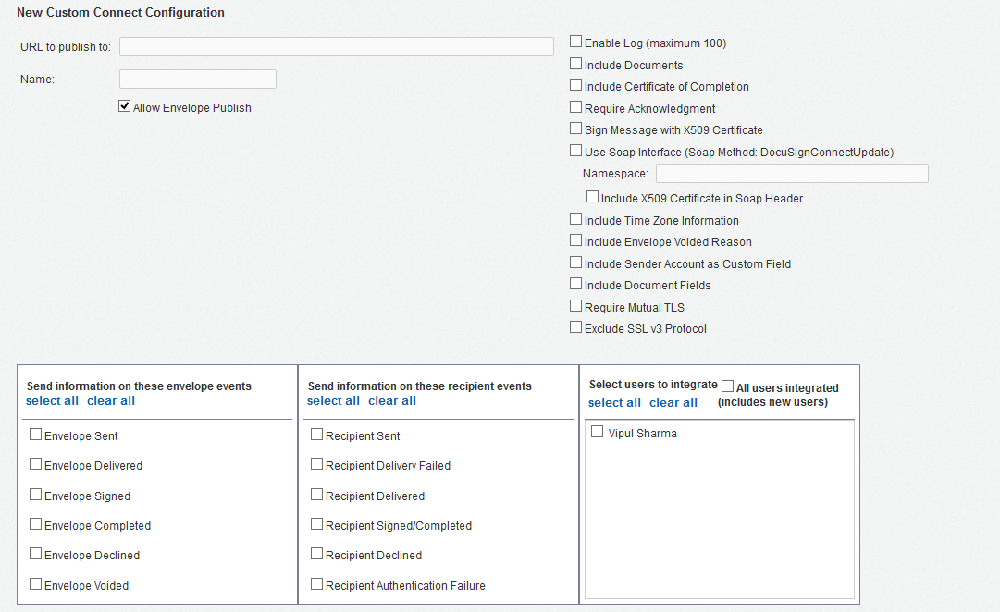 New Custom Connect Configuration
URL to publish to:
Name:
Allow Envelope Publish
Enable Log (maximum 100)
Include Documents
Include Certificate of Completion
Require Acknowledgment
Sign Message with X509 Certificate
Use Soap Interface (Soap Method: DocuSignConnectUpdate)
Namespace:
Include X509 Certificate in Soap Header
Include Time Zone Information
Include Envelope Voided Reason
Include Sender Account as Custom Field
Include Document Fields
Require Mutual TLS
Exclude SSL v3 Protocol
Send information on these envelope events
select all clear all
Envelope Sent
Envelope Delivered
Envelope Signed
Envelope Completed
Envelope Declined
Envelope Voided
Send information on these recipient events
select all clear all
Recipient Sent
Recipient Delivery Failed
Recipient Delivered
Recipient Signed/Completed
Recipient Declined
Recipient Authentication Failure
Select users to integrate
select all clear all
All users integrated
(includes new users)
Vipul Sharma